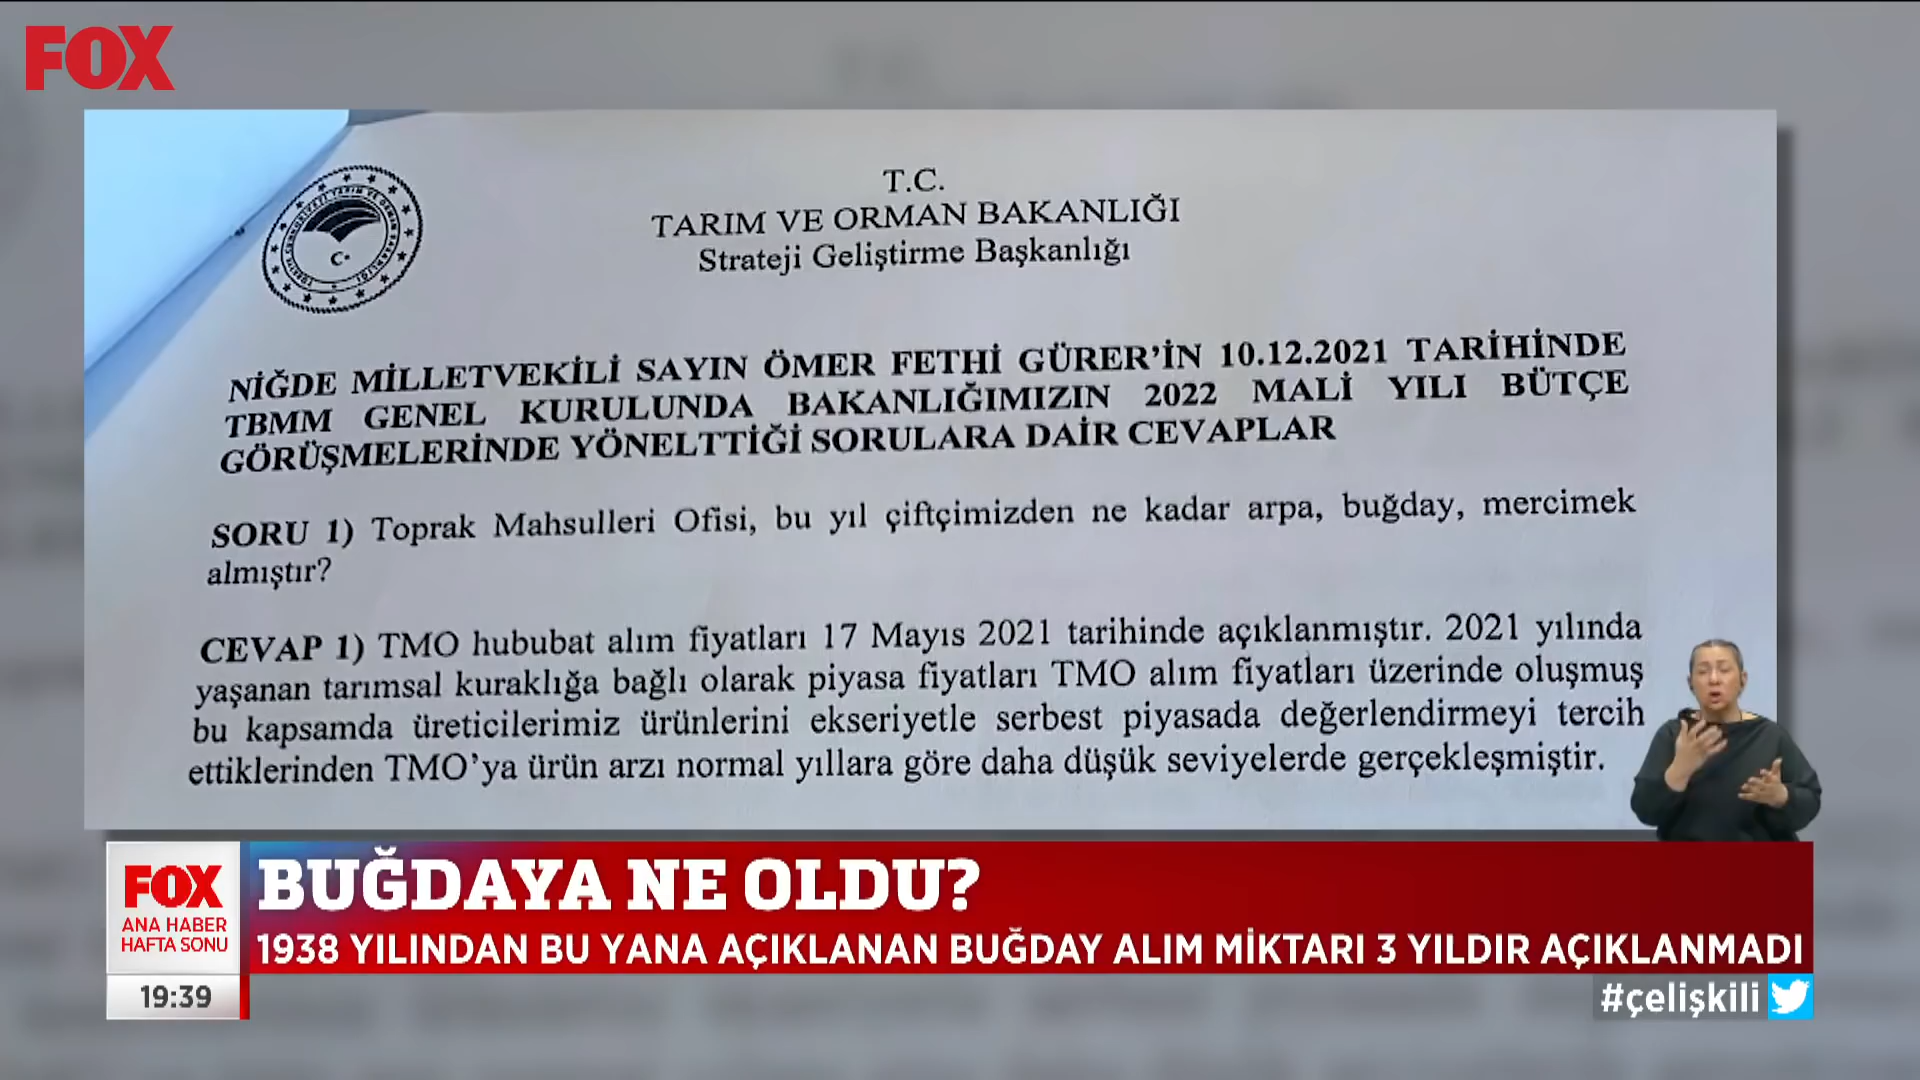 FOX
T.C.
TARIM VE ORMAN BAKANLIĞI
Strateji Geliştirme Başkanlığı
NİĞDE MİLLETVEKİLİ SAYIN ÖMER FETHİ GÜRER'İN 10.12.2021 TARİHİNDE
TBMM GENEL KURULUNDA BAKANLIĞIMIZIN 2022 MALİ YILI BÜTÇE
GÖRÜŞMELERİNDE YÖNELTTİĞİ SORULARA DAİR CEVAPLAR
SORU 1) Toprak Mahsulleri Ofisi, bu yıl çiftçimizden ne kadar arpa, buğday, mercimek
almıştır?
CEVAP 1) TMO hububat alım fiyatları 17 Mayıs 2021 tarihinde açıklanmıştır. 2021 yılında
yaşanan tarımsal kuraklığa bağlı olarak piyasa fiyatları TMO alım fiyatları üzerinde oluşmuş
bu kapsamda üreticilerimiz ürünlerini ekseriyetle serbest piyasada değerlendirmeyi tercih
ettiklerinden TMO'ya ürün arzı normal yıllara göre daha düşük seviyelerde gerçekleşmiştir.
FOX
ANA HABER
HAFTA SONU
19:39
BUĞDAYA NE OLDU?
1938 YILINDAN BU YANA AÇIKLANAN BUĞDAY ALIM MİKTARI 3 YILDIR AÇIKLANMADI
#çelişkili